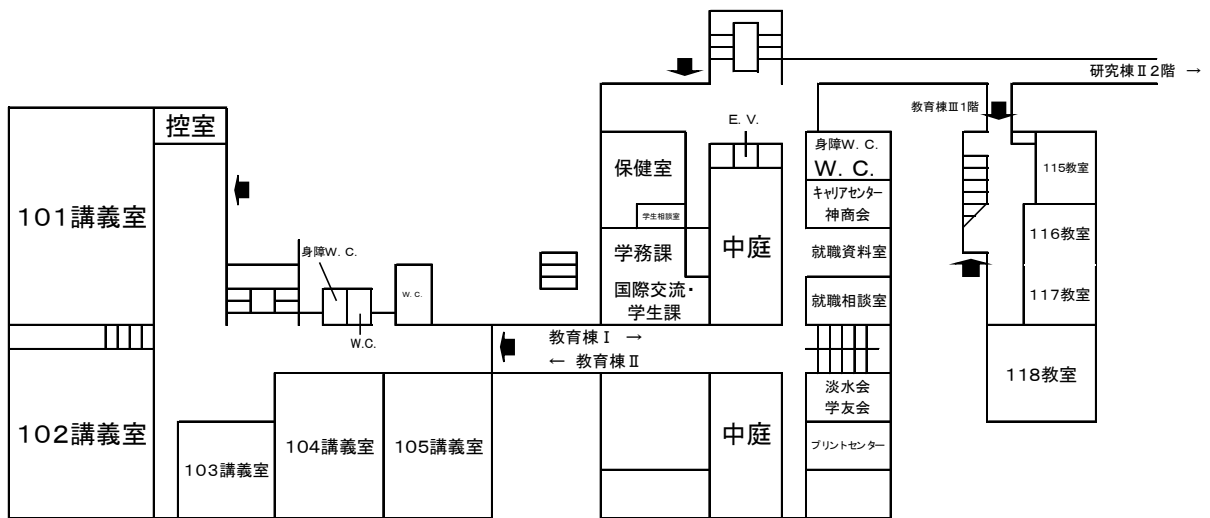 研究棟Ⅱ2階 →
教育棟Ⅲ1階
控室
E. V.
身障W. C.
W. C.
保健室
115教室
キャリアセンター
神商会
101講義室
学生相談室
116教室
学務課
中庭
就職資料室
身障W. C.
国際交流・
学生課
W. C.
就職相談室
117教室
W.C.
教育棟Ⅰ →
← 教育棟Ⅱ
118教室
淡水会
学友会
102講義室
中庭
104講義室
105講義室
プリントセンター
103講義室